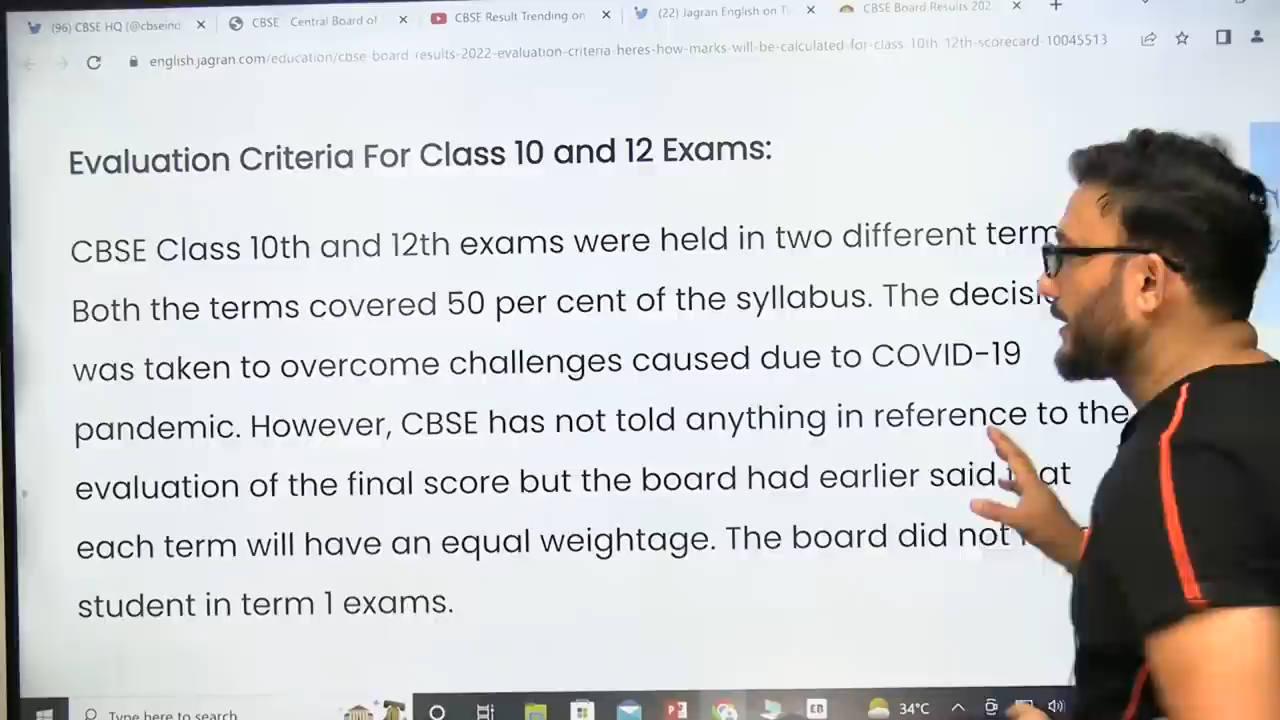 (96) CBSE HQ (@cbseind
CBSE Central Board of
CBSE Result Trending on
(22) Jagran English on T
CBSE Board Results 202
english.jagran.com/education/cbse-board-results-2022-evaluation-criteria-heres-how-marks-will-be-calculated-for-class-10th-12th-scorecard-10045513
Evaluation Criteria For Class 10 and 12 Exams:
CBSE Class 10th and 12th exams were held in two different term
Both the terms covered 50 per cent of the syllabus. The decisi
was taken to overcome challenges caused due to COVID-19
pandemic. However, CBSE has not told anything in reference to the
evaluation of the final score but the board had earlier said at
each term will have an equal weightage. The board did not
student in term 1 exams.
Type here to search
34°C